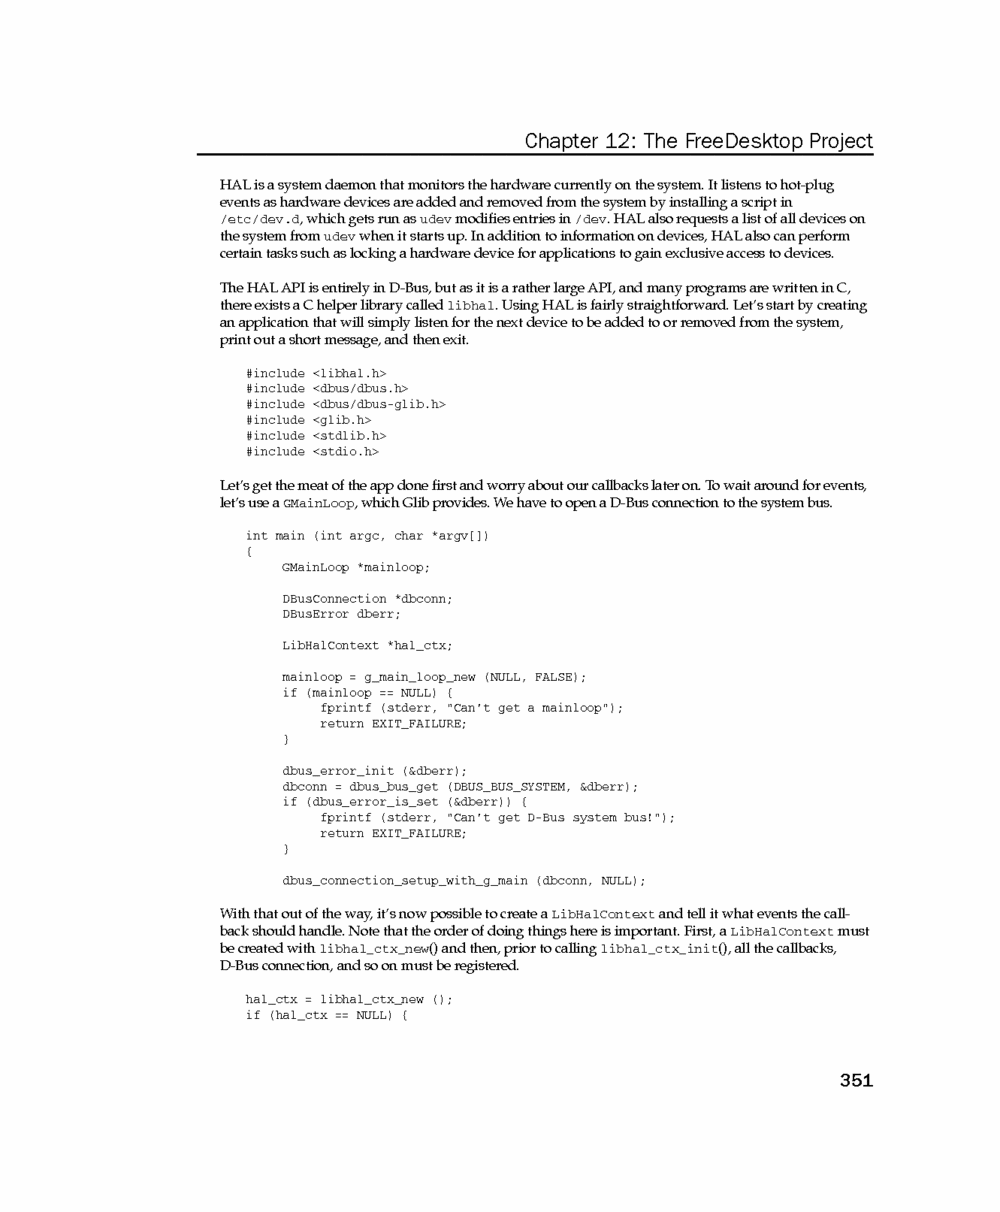 Chapter 12: The FreeDesktop Project
HAL is a system daemon that monitors the hardware currently on the system. It listens to hot-plug
events as hardware devices are added and removed from the system by installing a script in
/etc/dev.d, which gets run as udev modifies entries in /dev. HAL also requests a list of all devices on
the system from udev when it starts up. In addition to information on devices, HAL also can perform
certain tasks such as locking a hardware device for applications to gain exclusive access to devices.
The HAL API is entirely in D-Bus, but as it is a rather large API, and many programs are written in C,
there exists a C helper library called libhal. Using HAL is fairly straightforward. Let's start by creating
an application that will simply listen for the next device to be added to or removed from the system,
print out a short message, and then exit.
#include <libhal.h>
#include <dbus/dbus.h>
#include <dbus/dbus-glib.h>
#include <glib.h>
#include <stdlib.h>
#include <stdio.h>
Let's get the meat of the app done first and worry about our callbacks later on. To wait around for events,
let's use a GMainLoop, which Glib provides. We have to open a D-Bus connection to the system bus.
int main (int argc, char *argv[])
{
GMainLoop *mainloop;
DBusConnection *dbconn;
DBusError dberr;
LibHalContext *hal_ctx;
mainloop = g_main_loop_new (NULL, FALSE);
if (mainloop == NULL) {
fprintf (stderr, "Can't get a mainloop");
return EXIT_FAILURE;
}
dbus_error_init (&dberr);
dbconn = dbus_bus_get (DBUS_BUS_SYSTEM, &dberr);
if (dbus_error_is_set (&dberr)) {
fprintf (stderr, "Can't get D-Bus system bus!");
return EXIT_FAILURE;
}
dbus_connection_setup_with_g_main (dbconn, NULL);
With that out of the way, it's now possible to create a LibHalContext and tell it what events the call-
back should handle. Note that the order of doing things here is important. First, a LibHalContext must
be created with libhal_ctx_new() and then, prior to calling libhal_ctx_init(), all the callbacks,
D-Bus connection, and so on must be registered.
hal_ctx = libhal_ctx_new ();
if (hal_ctx == NULL) {
351